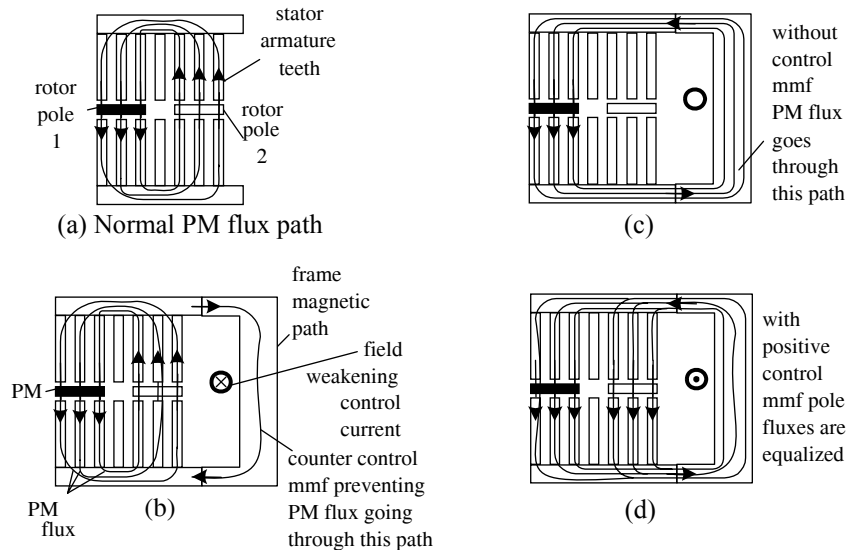 stator
armature
teeth
rotor
pole
1
rotor
pole
2
(a) Normal PM flux path
without
control
mmf
PM flux
goes
through
this path
(c)
frame
magnetic
path
PM
field
weakening
control
current
counter control
mmf preventing
PM flux going
through this path
PM
flux
(b)
with
positive
control
mmf pole
fluxes are
equalized
(d)